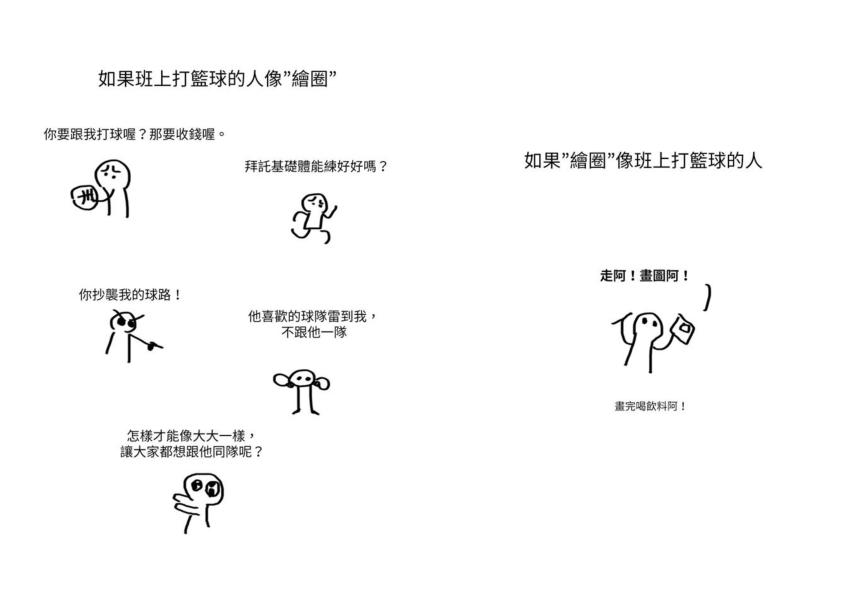 如果班上打籃球的人像”繪圈”
你要跟我打球喔？那要收錢喔。
拜託基礎體能練好好嗎？
你抄襲我的球路！
他喜歡的球隊雷到我，
不跟他一隊
怎樣才能像大大一樣，
讓大家都想跟他同隊呢？
如果”繪圈”像班上打籃球的人
走阿！畫圖阿！
畫完喝飲料阿！